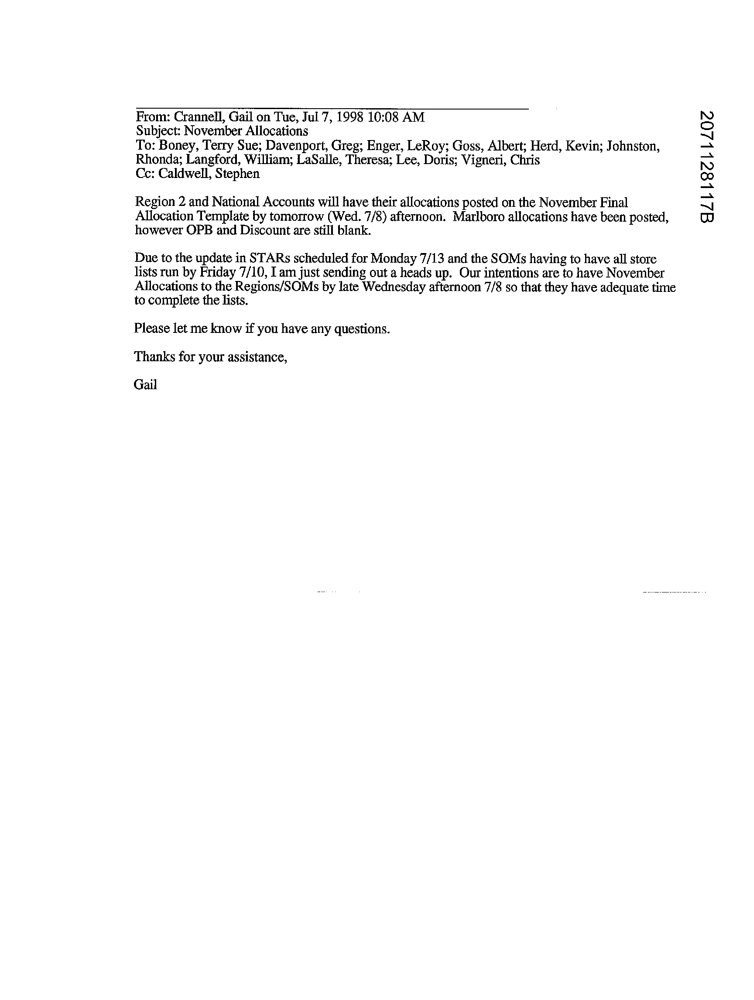 From: Crannell, Gail on Tue, Jul 7, 1998 10:08 AM
Subject: November Allocations
To: Boney, Terry Sue; Davenport, Greg; Enger, LeRoy; Goss, Albert; Herd, Kevin; Johnston,
Rhonda; Langford, William; LaSalle, Theresa; Lee, Doris; Vigneri, Chris
Cc: Caldwell, Stephen
Region 2 and National Accounts will have their allocations posted on the November Final
Allocation Template by tomorrow (Wed. 7/8) afternoon. Marlboro allocations have been posted,
however OPB and Discount are still blank.
Due to the update in STARs scheduled for Monday 7/13 and the SOMs having to have all store
lists run by Friday 7/10, I am just sending out a heads up. Our intentions are to have November
Allocations to the Regions/SOMs by late Wednesday afternoon 7/8 so that they have adequate time
to complete the lists.
Please let me know if you have any questions.
Thanks for your assistance,
Gail
2071128117B